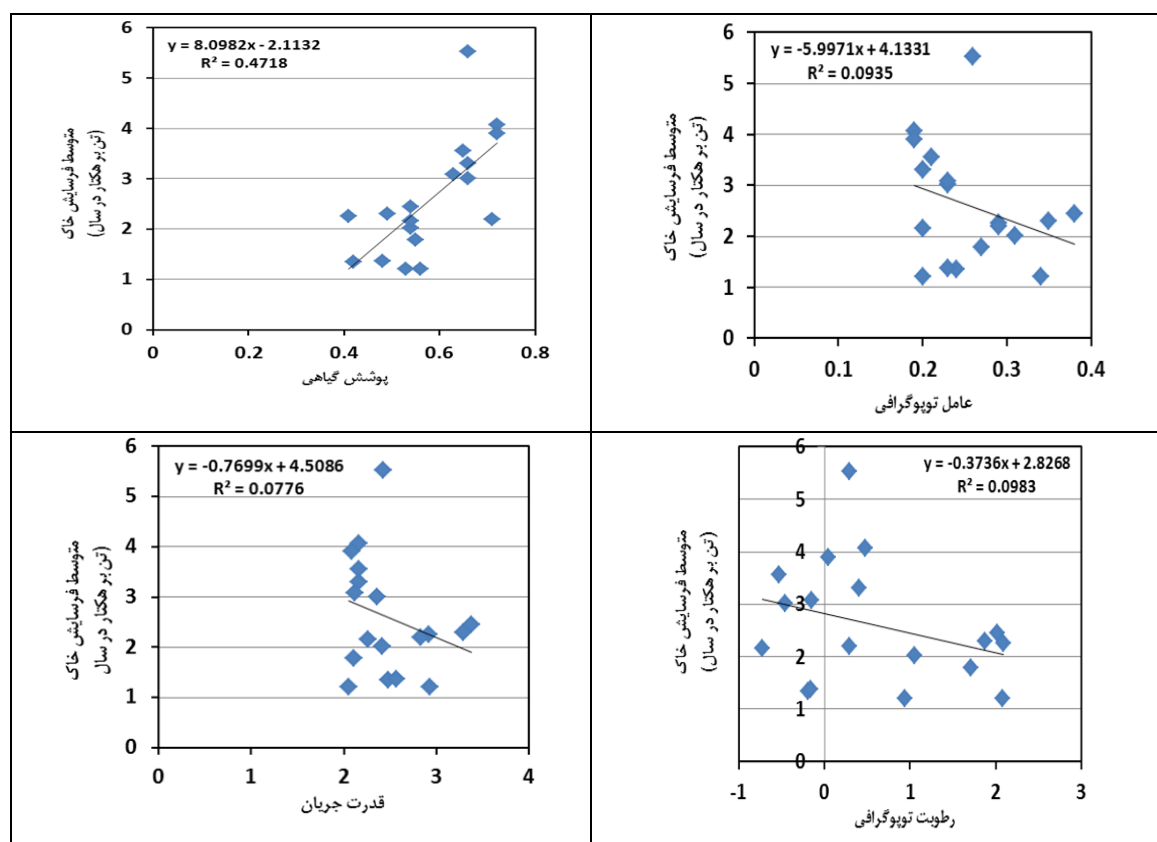 y = 8.0982x - 2.1132
R² = 0.4718
متوسط فرسایش خاک
(تن بر هکتار در سال)
6
5
4
3
2
1
0
0 0.2 0.4 0.6 0.8
پوشش گیاهی
y = -5.9971x + 4.1331
R² = 0.0935
متوسط فرسایش خاک
(تن بر هکتار در سال)
6
5
4
3
2
1
0
0 0.1 0.2 0.3 0.4
عامل توپوگرافی
y = -0.7699x + 4.5086
R² = 0.0776
متوسط فرسایش خاک
(تن بر هکتار در سال
6
5
4
3
2
1
0
0 1 2 3 4
قدرت جریان
y = -0.3736x + 2.8268
R² = 0.0983
متوسط فرسایش خاک
(تن بر هکتار در سال)
6
5
4
3
2
1
0
-1 0 1 2 3
رطوبت توپوگرافی